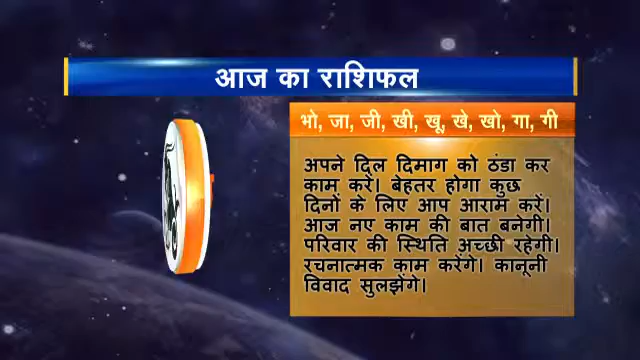 आज का राशिफल
भो, जा, जी, खी, खू, खे, खो, गा, गी
अपने दिल दिमाग को ठंडा कर
काम करें। बेहतर होगा कुछ
दिनों के लिए आप आराम करें।
आज नए काम की बात बनेगी।
परिवार की स्थिति अच्छी रहेगी।
रचनात्मक काम करेंगे। कानूनी
विवाद सुलझेंगे।